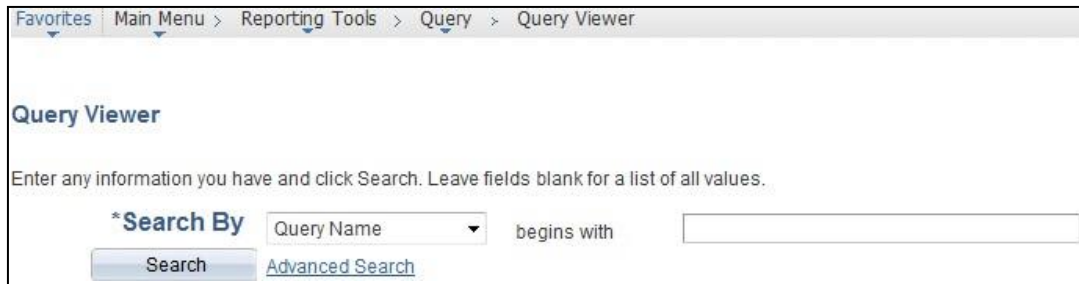 Favorites Main Menu > Reporting Tools > Query > Query Viewer
Query Viewer
Enter any information you have and click Search. Leave fields blank for a list of all values.
*Search By Query Name begins with
Search Advanced Search